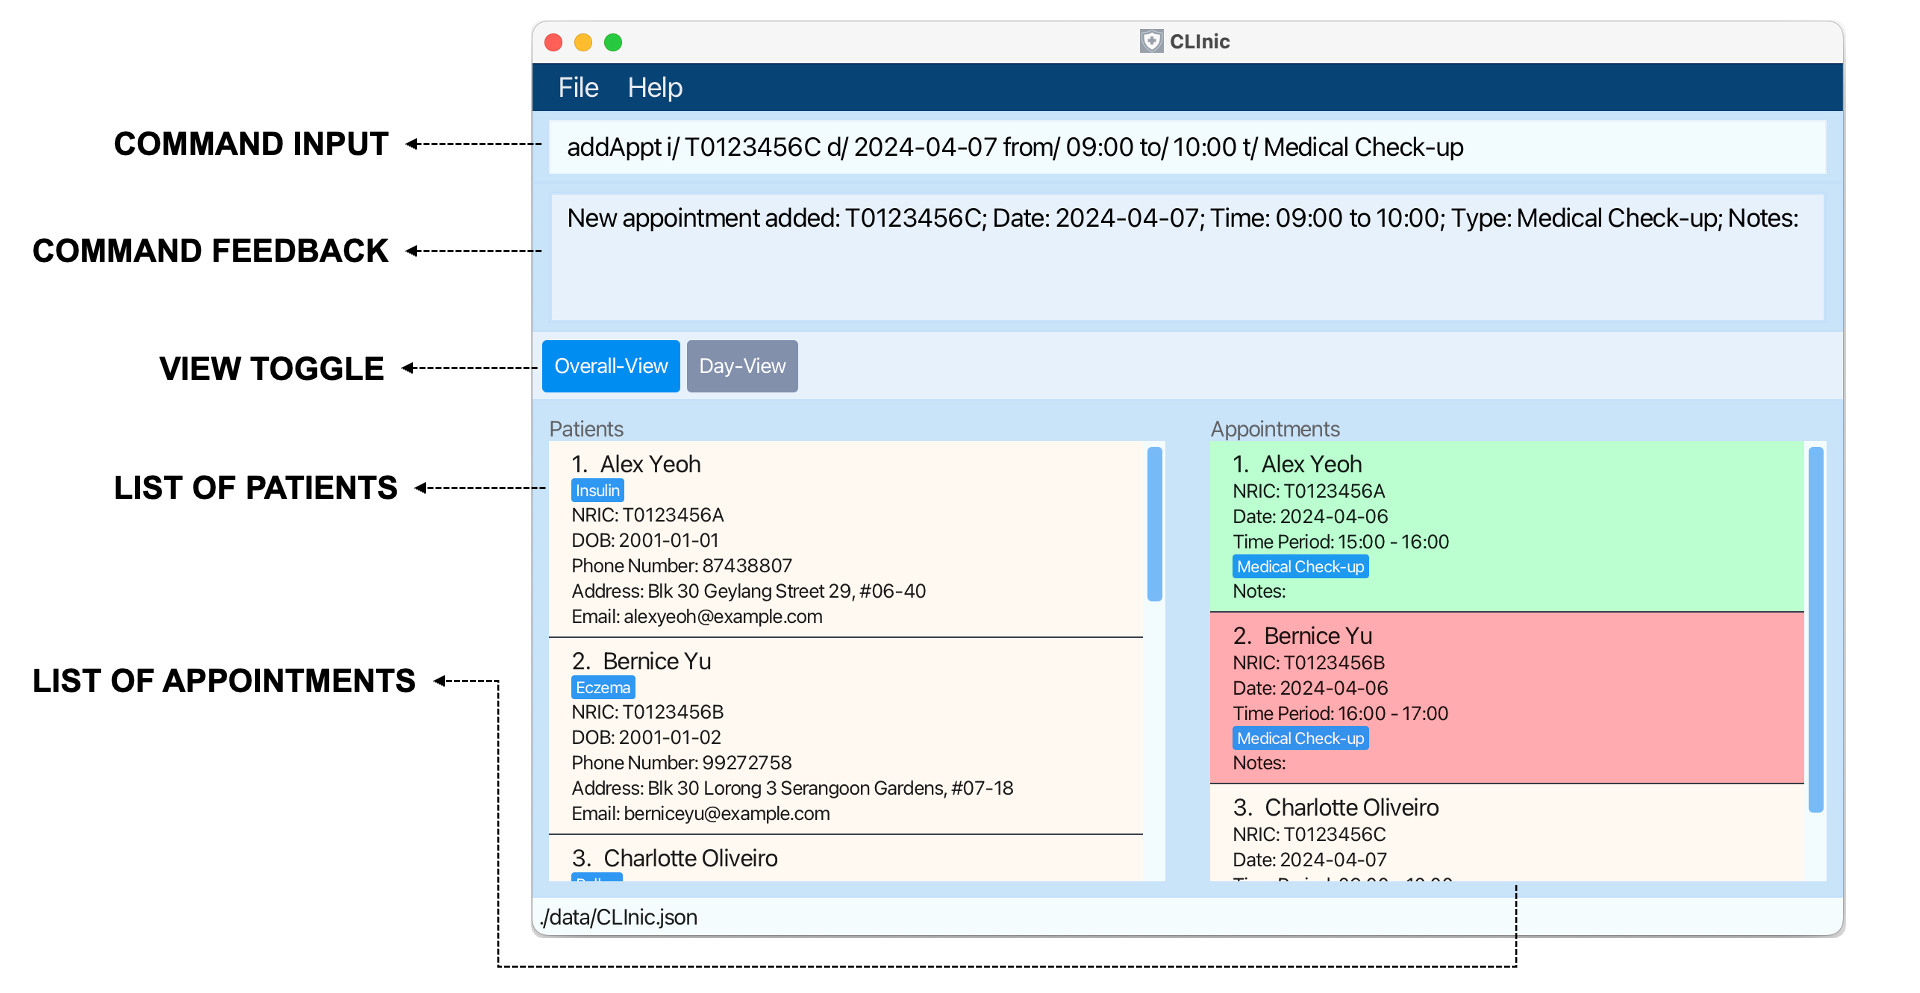 CLInic
File Help
COMMAND INPUT
addAppt i/ T0123456C d/ 2024-04-07 from/ 09:00 to/ 10:00 t/ Medical Check-up
COMMAND FEEDBACK
New appointment added: T0123456C; Date: 2024-04-07; Time: 09:00 to 10:00; Type: Medical Check-up; Notes:
VIEW TOGGLE
Overall-View Day-View
LIST OF PATIENTS
Patients
1. Alex Yeoh
Insulin
NRIC: T0123456A
DOB: 2001-01-01
Phone Number: 87438807
Address: Blk 30 Geylang Street 29, #06-40
Email: alexyeoh@example.com
2. Bernice Yu
Eczema
NRIC: T0123456B
DOB: 2001-01-02
Phone Number: 99272758
Address: Blk 30 Lorong 3 Serangoon Gardens, #07-18
Email: berniceyu@example.com
3. Charlotte Oliveiro
LIST OF APPOINTMENTS
Appointments
1. Alex Yeoh
NRIC: T0123456A
Date: 2024-04-06
Time Period: 15:00 - 16:00
Medical Check-up
Notes:
2. Bernice Yu
NRIC: T0123456B
Date: 2024-04-06
Time Period: 16:00 - 17:00
Medical Check-up
Notes:
3. Charlotte Oliveiro
NRIC: T0123456C
Date: 2024-04-07
./data/CLInic.json